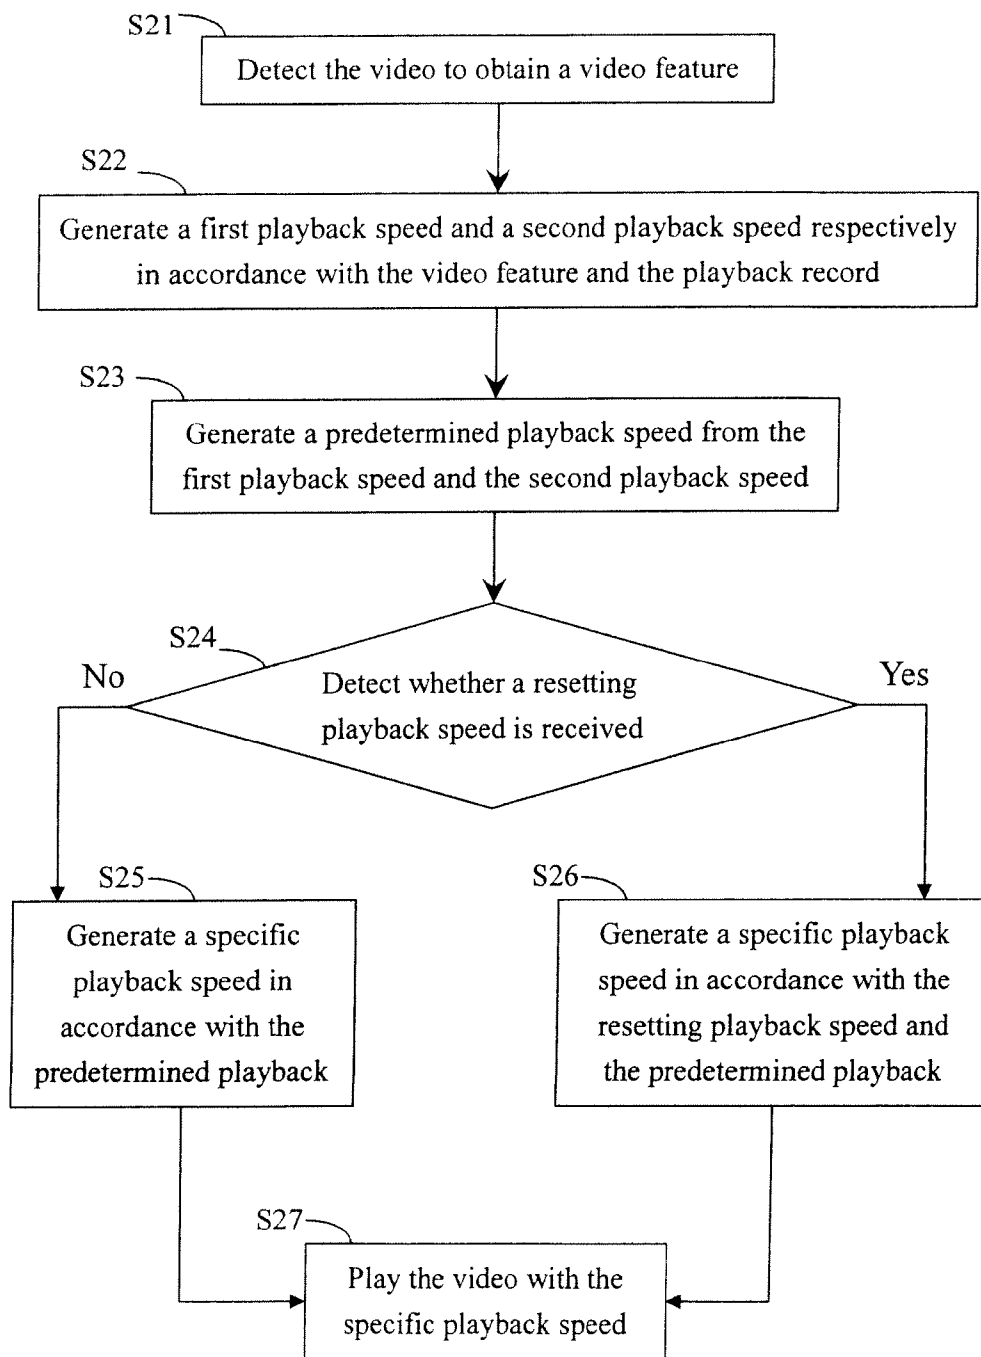 S21
Detect the video to obtain a video feature
S22
Generate a first playback speed and a second playback speed respectively
in accordance with the video feature and the playback record
S23
Generate a predetermined playback speed from the
first playback speed and the second playback speed
S24
No
Yes
Detect whether a resetting
playback speed is received
S25
Generate a specific
playback speed in
accordance with the
predetermined playback
S26
Generate a specific playback
speed in accordance with the
resetting playback speed and
the predetermined playback
S27
Play the video with the
specific playback speed